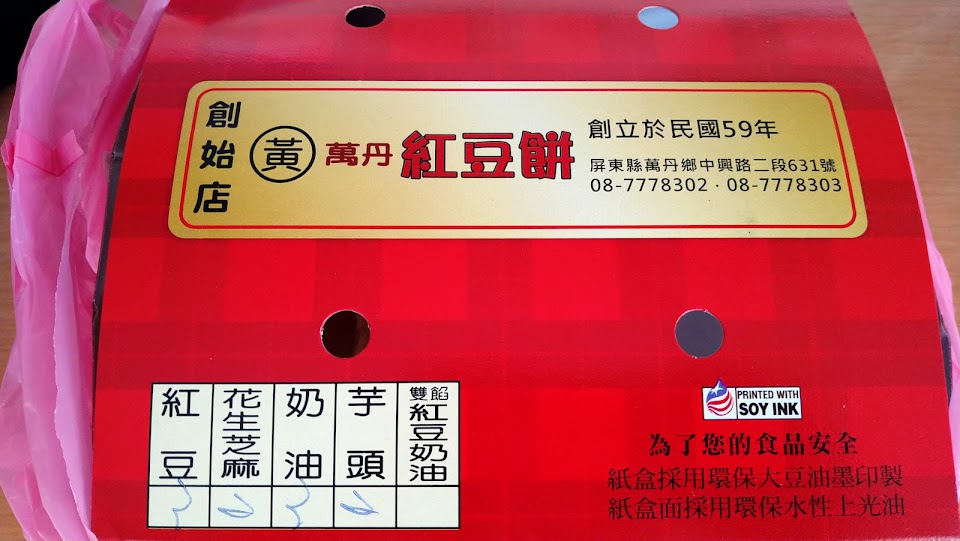 創始店
黃
萬丹
紅豆餅
創立於民國59年
屏東縣萬丹鄉中興路二段631號
08-7778302．08-7778303
紅豆
花生芝麻
奶油
芋頭
雙餡
紅豆奶油
PRINTED WITH
SOY INK
為了您的食品安全
紙盒採用環保大豆油墨印製
紙盒面採用環保水性上光油